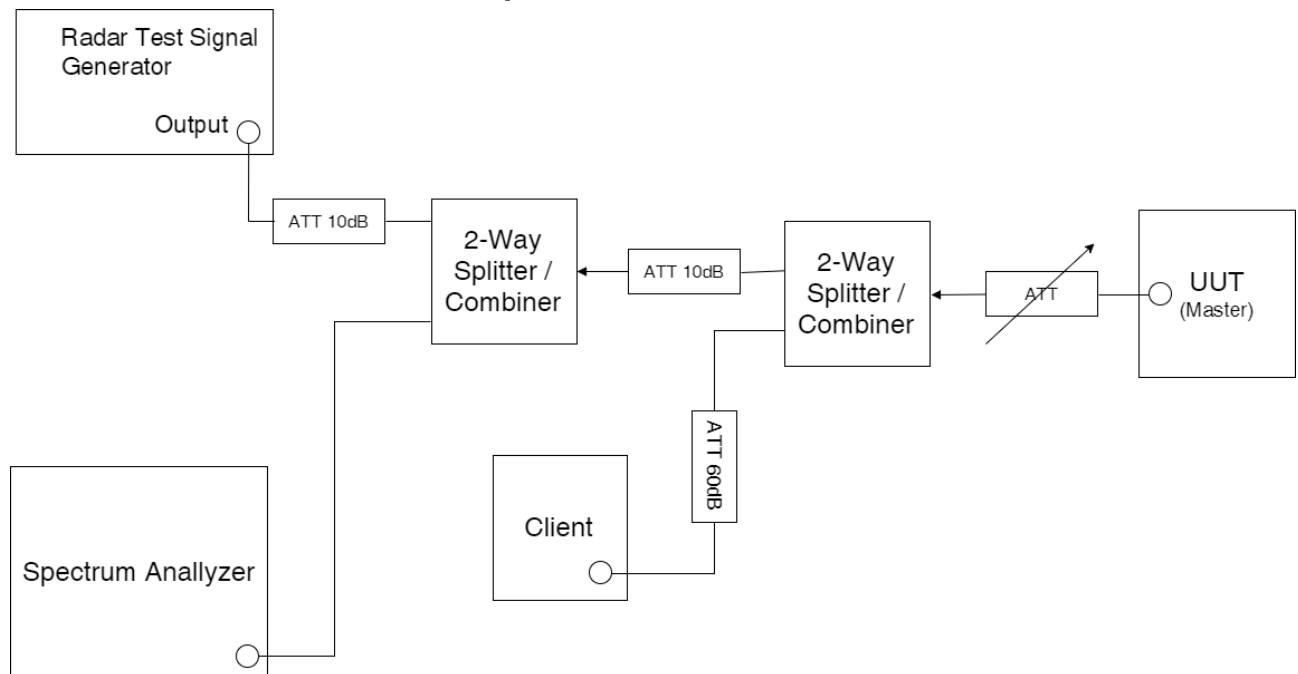 Radar Test Signal
Generator
Output
ATT 10dB
2-Way
Splitter /
Combiner
ATT 10dB
2-Way
Splitter /
Combiner
ATT
UUT
(Master)
ATT 60dB
Client
Spectrum Anallyzer